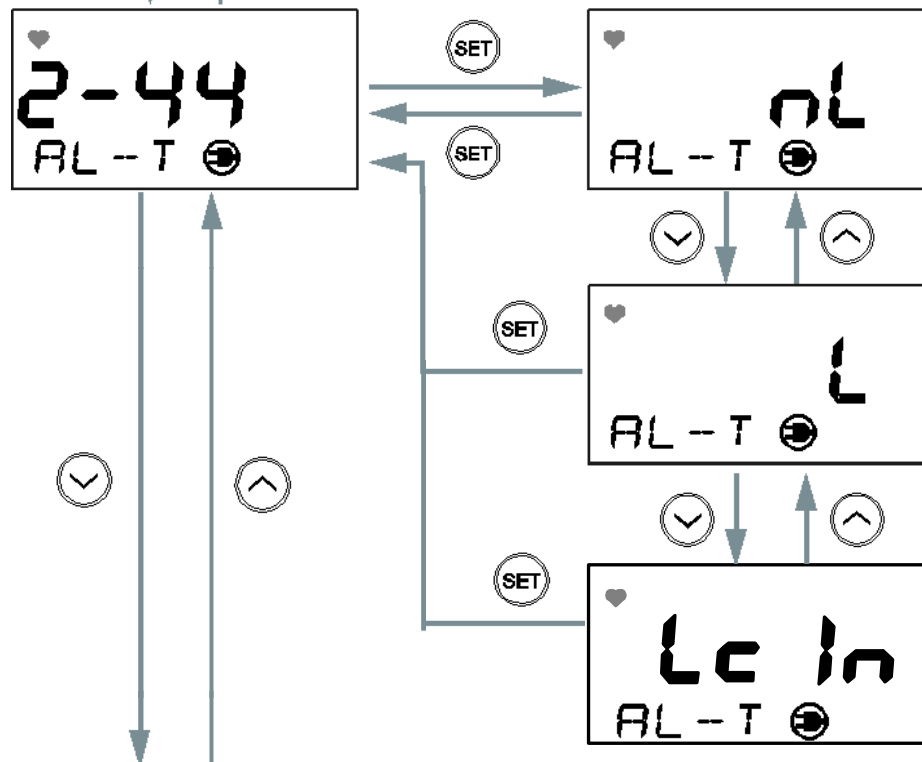 SET
2-44
nL
AL--T
SET
AL--T
SET
L
AL--T
SET
Lc In
AL--T